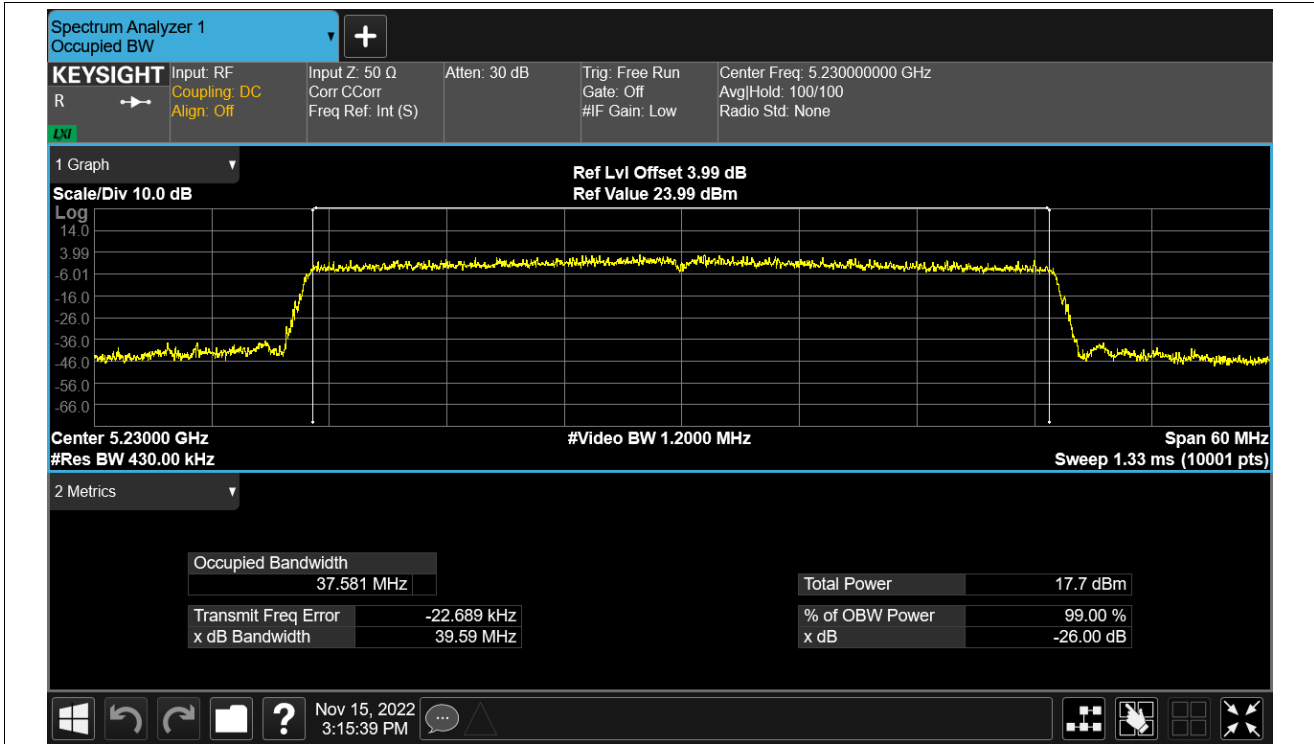 Spectrum Analyzer 1
Occupied BW
KEYSIGHT
R
LXI
Input: RF
Coupling: DC
Align: Off
Input Z: 50 Ω
Corr CCorr
Freq Ref: Int (S)
Atten: 30 dB
Trig: Free Run
Gate: Off
#IF Gain: Low
Center Freq: 5.230000000 GHz
Avg|Hold: 100/100
Radio Std: None
1 Graph
Scale/Div 10.0 dB
Ref Lvl Offset 3.99 dB
Ref Value 23.99 dBm
Log
14.0
3.99
-6.01
-16.0
-26.0
-36.0
-46.0
-56.0
-66.0
Center 5.23000 GHz
#Res BW 430.00 kHz
#Video BW 1.2000 MHz
Span 60 MHz
Sweep 1.33 ms (10001 pts)
2 Metrics
Occupied Bandwidth
37.581 MHz
Transmit Freq Error -22.689 kHz
x dB Bandwidth 39.59 MHz
Total Power 17.7 dBm
% of OBW Power 99.00 %
x dB -26.00 dB
?
Nov 15, 2022
3:15:39 PM